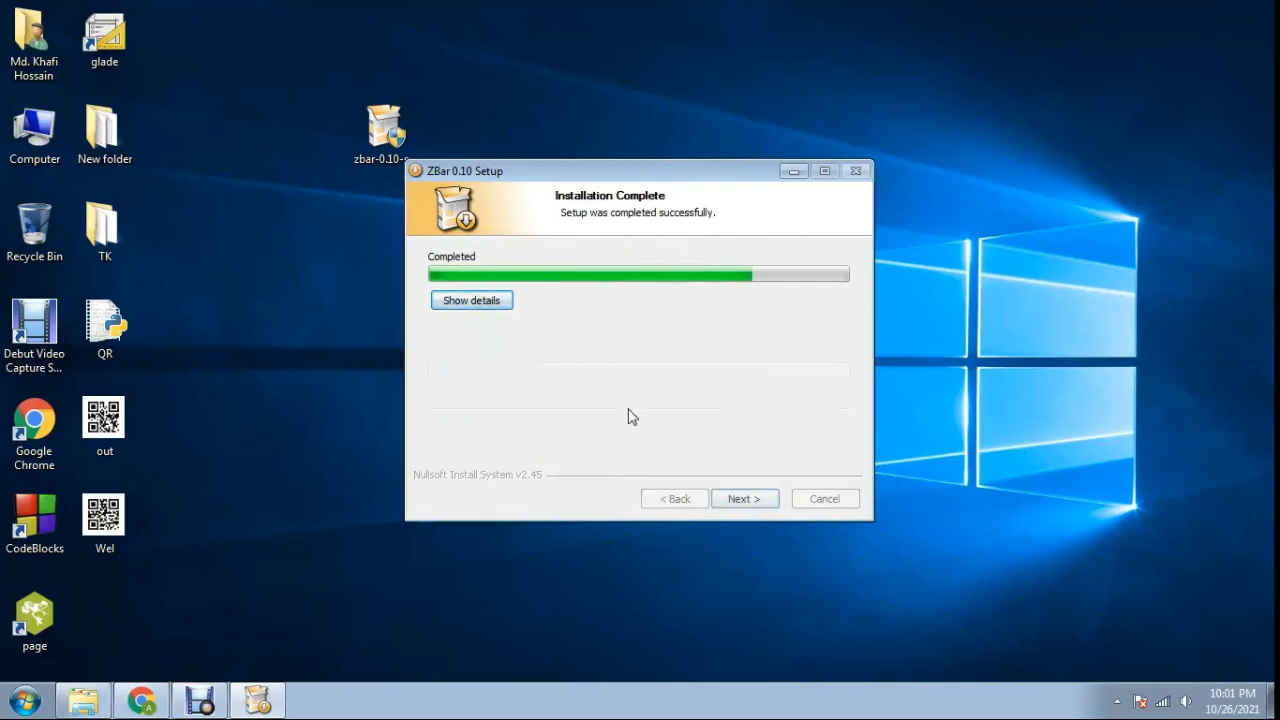 Md. Khafi
Hossain
glade
Computer
New folder
zbar-0.10-
Recycle Bin
TK
Debut Video
Capture S...
QR
Google
Chrome
out
CodeBlocks
Wel
page
ZBar 0.10 Setup
Installation Complete
Setup was completed successfully.
Completed
Show details
Nullsoft Install System v2.45
< Back
Next >
Cancel
10:01 PM
10/26/2021